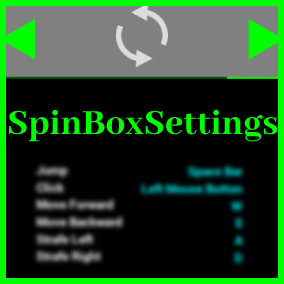 SpinBoxSettings
Jump Space Bar
Click Left Mouse Button
Move Forward W
Move Backward S
Strafe Left A
Strafe Right D